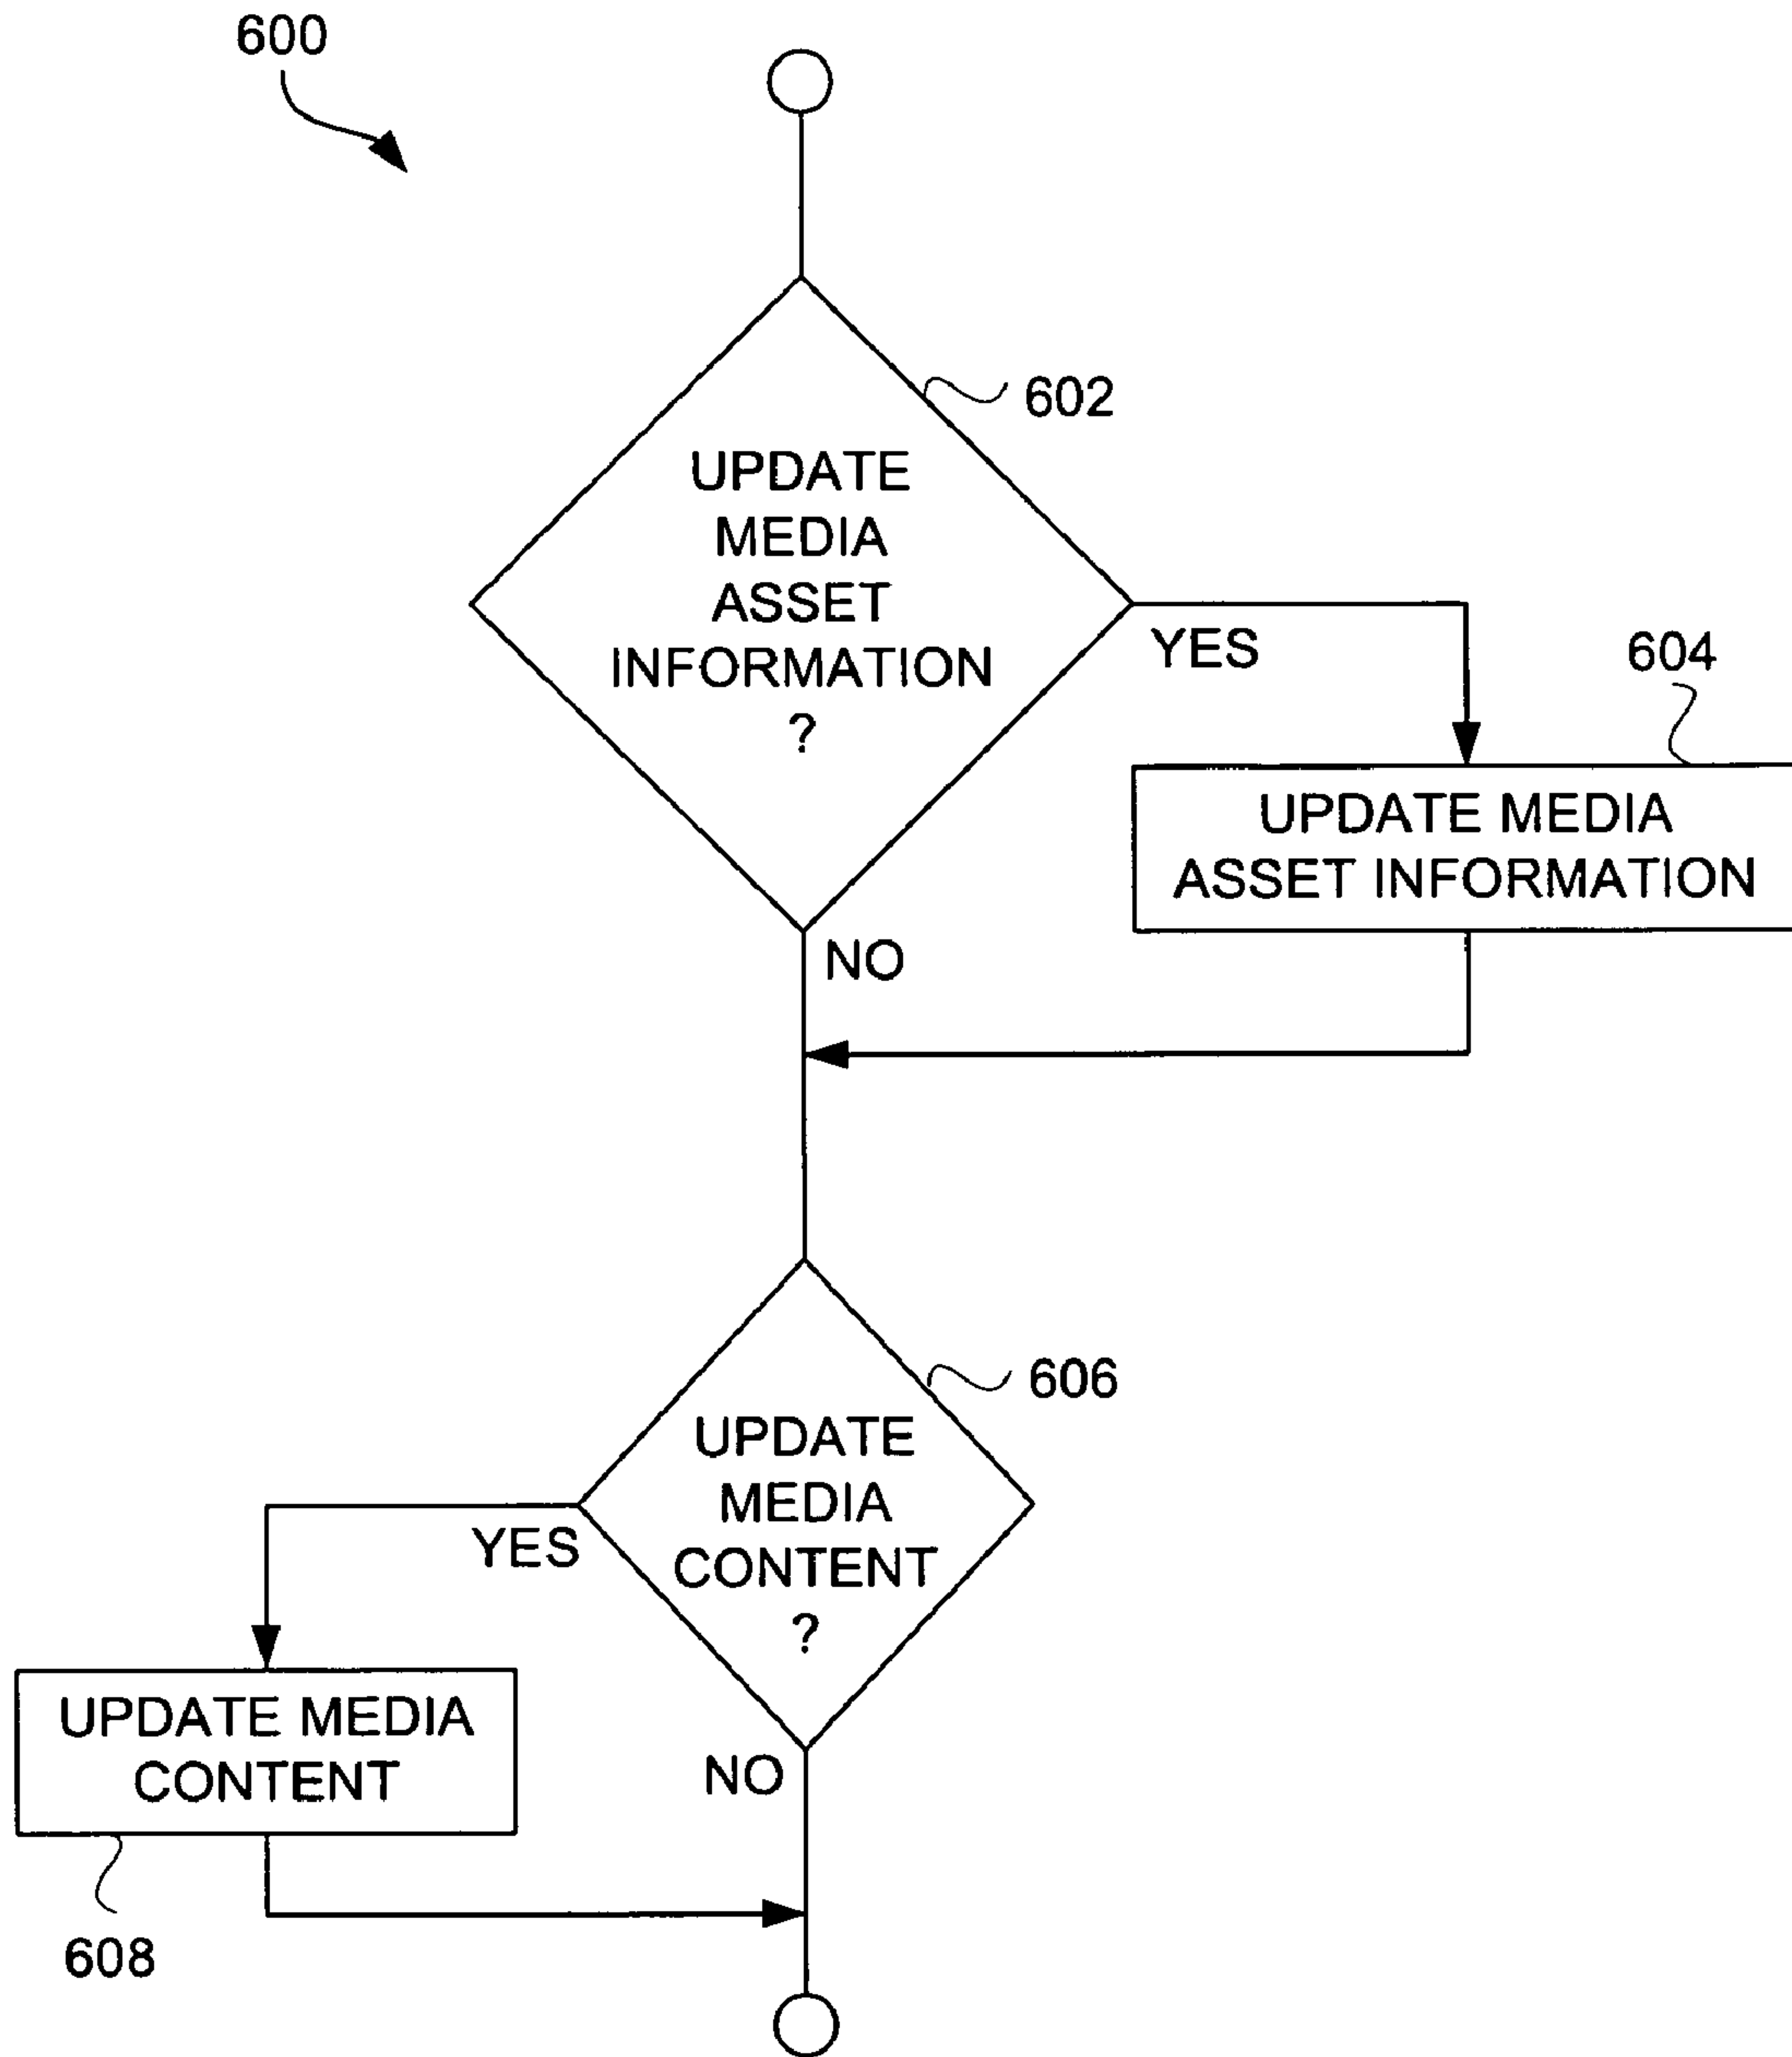 600
602
UPDATE
MEDIA
ASSET
INFORMATION
?
YES
604
UPDATE MEDIA
ASSET INFORMATION
NO
606
UPDATE
MEDIA
CONTENT
?
YES
UPDATE MEDIA
CONTENT
NO
608